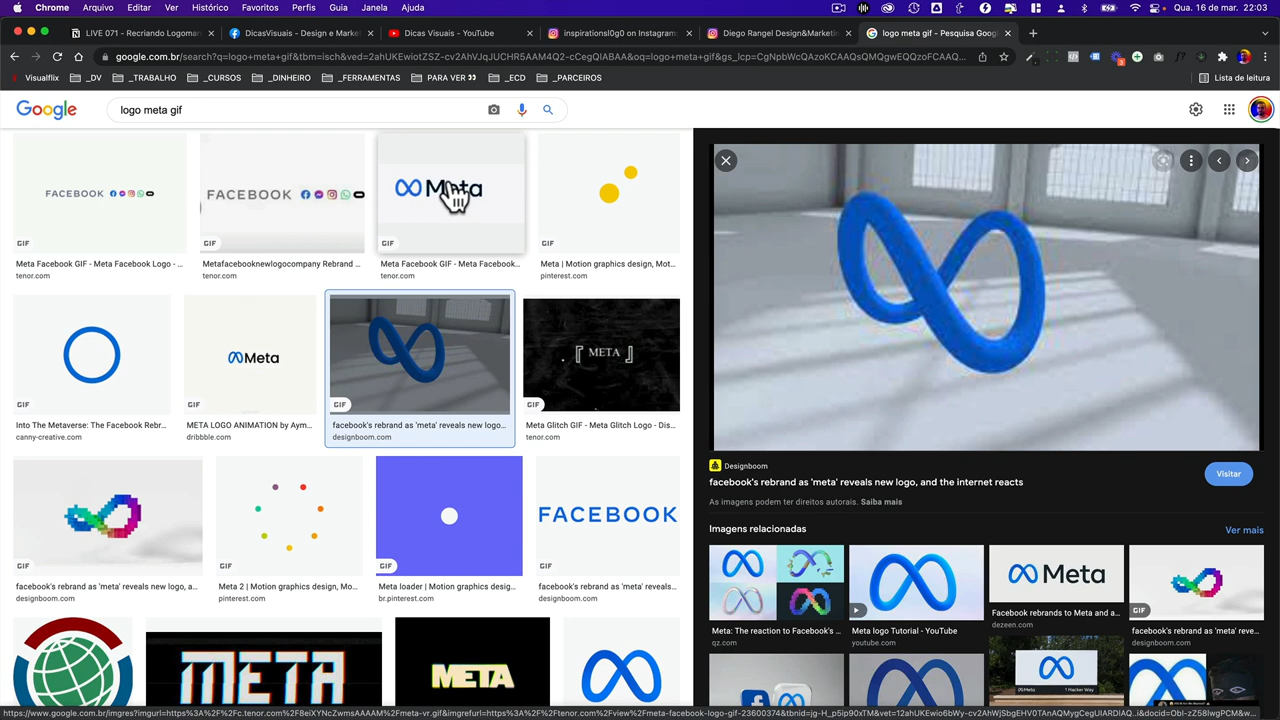 Chrome Arquivo Editar Ver Histórico Favoritos Perfis Guia Janela Ajuda
Qua. 16 de mar. 22:03
LIVE 071 - Recriando Logomar
DicasVisuais - Design e Market
Dicas Visuais - YouTube
inspirationsl0g0 on Instagram
Diego Rangel Design&Marketin
logo meta gif - Pesquisa Googl
Visualflix
_DV
_TRABALHO
_CURSOS
_DINHEIRO
_FERRAMENTAS
PARA VER
_ECD
_PARCEIROS
Lista de leitura
Google
logo meta gif
FACEBOOK
GIF
Meta Facebook GIF - Meta Facebook Logo - ...
tenor.com
FACEBOOK
GIF
Metafacebooknewlogocompany Rebrand ...
tenor.com
Meta
GIF
Meta Facebook GIF - Meta Facebook...
tenor.com
GIF
Meta | Motion graphics design, Mot...
pinterest.com
GIF
Into The Metaverse: The Facebook Rebr...
canny-creative.com
Meta
GIF
META LOGO ANIMATION by Aym...
dribbble.com
GIF
facebook's rebrand as 'meta' reveals new logo...
designboom.com
『 META 』
GIF
Meta Glitch GIF - Meta Glitch Logo - Dis...
tenor.com
GIF
facebook's rebrand as 'meta' reveals new logo, a...
designboom.com
GIF
Meta 2 | Motion graphics design, Mo...
pinterest.com
GIF
Meta loader | Motion graphics desig...
br.pinterest.com
FACEBOOK
GIF
facebook's rebrand as 'meta' reveals...
designboom.com
META
META
Designboom
Visitar
facebook's rebrand as 'meta' reveals new logo, and the internet reacts
As imagens podem ter direitos autorais. Saiba mais
Imagens relacionadas
Ver mais
Meta: The reaction to Facebook's ...
qz.com
Meta logo Tutorial - YouTube
youtube.com
Meta
Facebook rebrands to Meta and a...
dezeen.com
GIF
facebook's rebrand as 'meta' reve...
designboom.com
Meta
1 Hacker Way